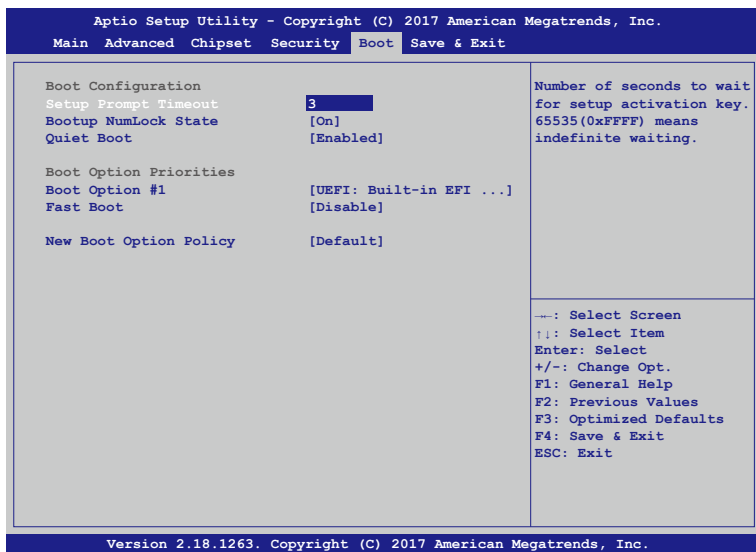 Aptio Setup Utility - Copyright (C) 2017 American Megatrends, Inc.
Main Advanced Chipset Security Boot Save & Exit
Boot Configuration
Setup Prompt Timeout 3
Bootup NumLock State [On]
Quiet Boot [Enabled]
Boot Option Priorities
Boot Option #1 [UEFI: Built-in EFI ...]
Fast Boot [Disable]
New Boot Option Policy [Default]
Number of seconds to wait
for setup activation key.
65535(0xFFFF) means
indefinite waiting.
→←: Select Screen
↑↓: Select Item
Enter: Select
+/-: Change Opt.
F1: General Help
F2: Previous Values
F3: Optimized Defaults
F4: Save & Exit
ESC: Exit
Version 2.18.1263. Copyright (C) 2017 American Megatrends, Inc.